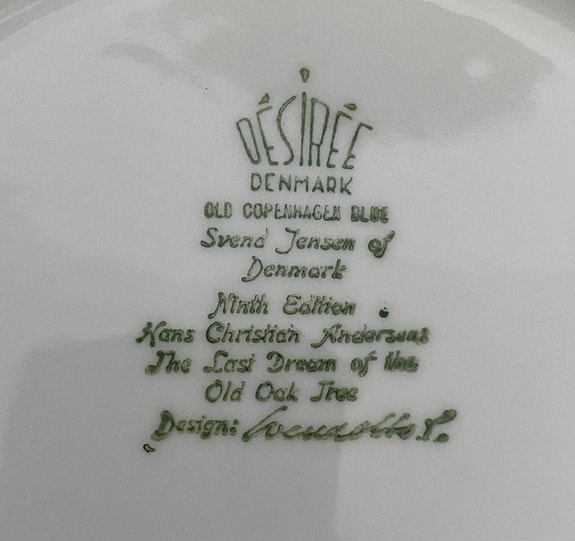 DÉSIRÉE
DENMARK
OLD COPENHAGEN BLUE
Svend Jensen of
Denmark
Ninth Edition
Hans Christian Andersens
The Last Dream of the
Old Oak Tree
Design: